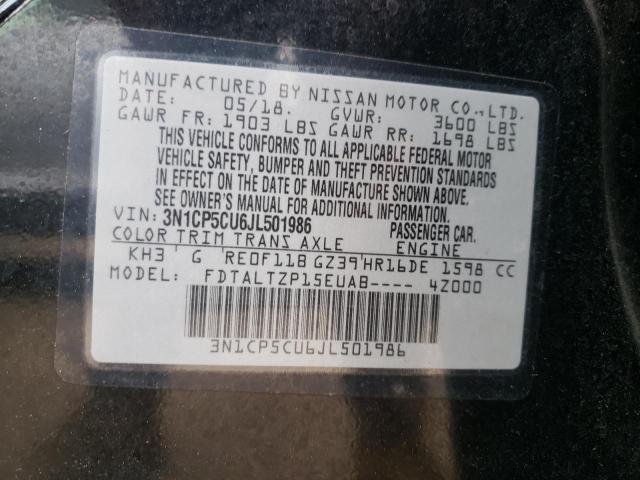 MANUFACTURED BY NISSAN MOTOR CO., LTD.
DATE: 05/18. GVWR: 3600 LBS
GAWR FR: 1903 LBS GAWR RR: 1698 LBS
THIS VEHICLE CONFORMS TO ALL APPLICABLE FEDERAL MOTOR
VEHICLE SAFETY, BUMPER AND THEFT PREVENTION STANDARDS
IN EFFECT ON THE DATE OF MANUFACTURE SHOWN ABOVE.
SEE OWNER'S MANUAL FOR ADDITIONAL INFORMATION.
VIN: 3N1CP5CU6JL501986 PASSENGER CAR.
COLOR TRIM TRANS AXLE ENGINE
KH3 ' G ' RE0F11B GZ39'HR16DE 1598 CC
MODEL: FDTALTZP15EUAB---- 4Z000
3N1CP5CU6JL501986